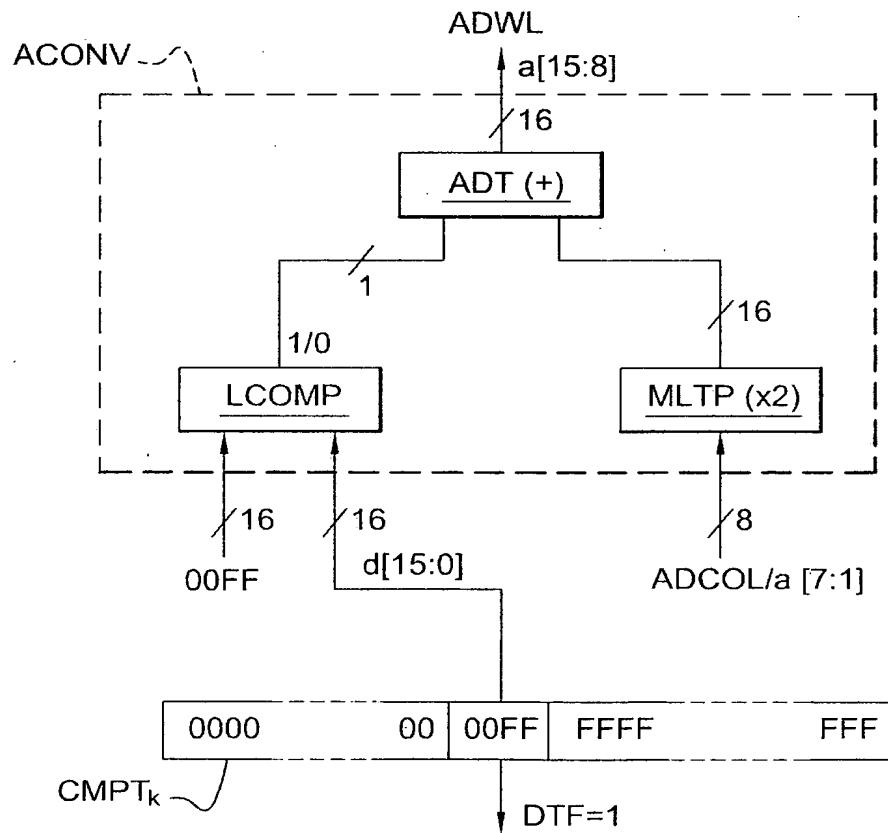 ADWL
ACONV
a[15:8]
16
ADT (+)
1
16
1/0
LCOMP
MLTP (x2)
16
16
8
00FF
d[15:0]
ADCOL/a [7:1]
0000
00
00FF
FFFF
FFF
CMPTk
DTF=1